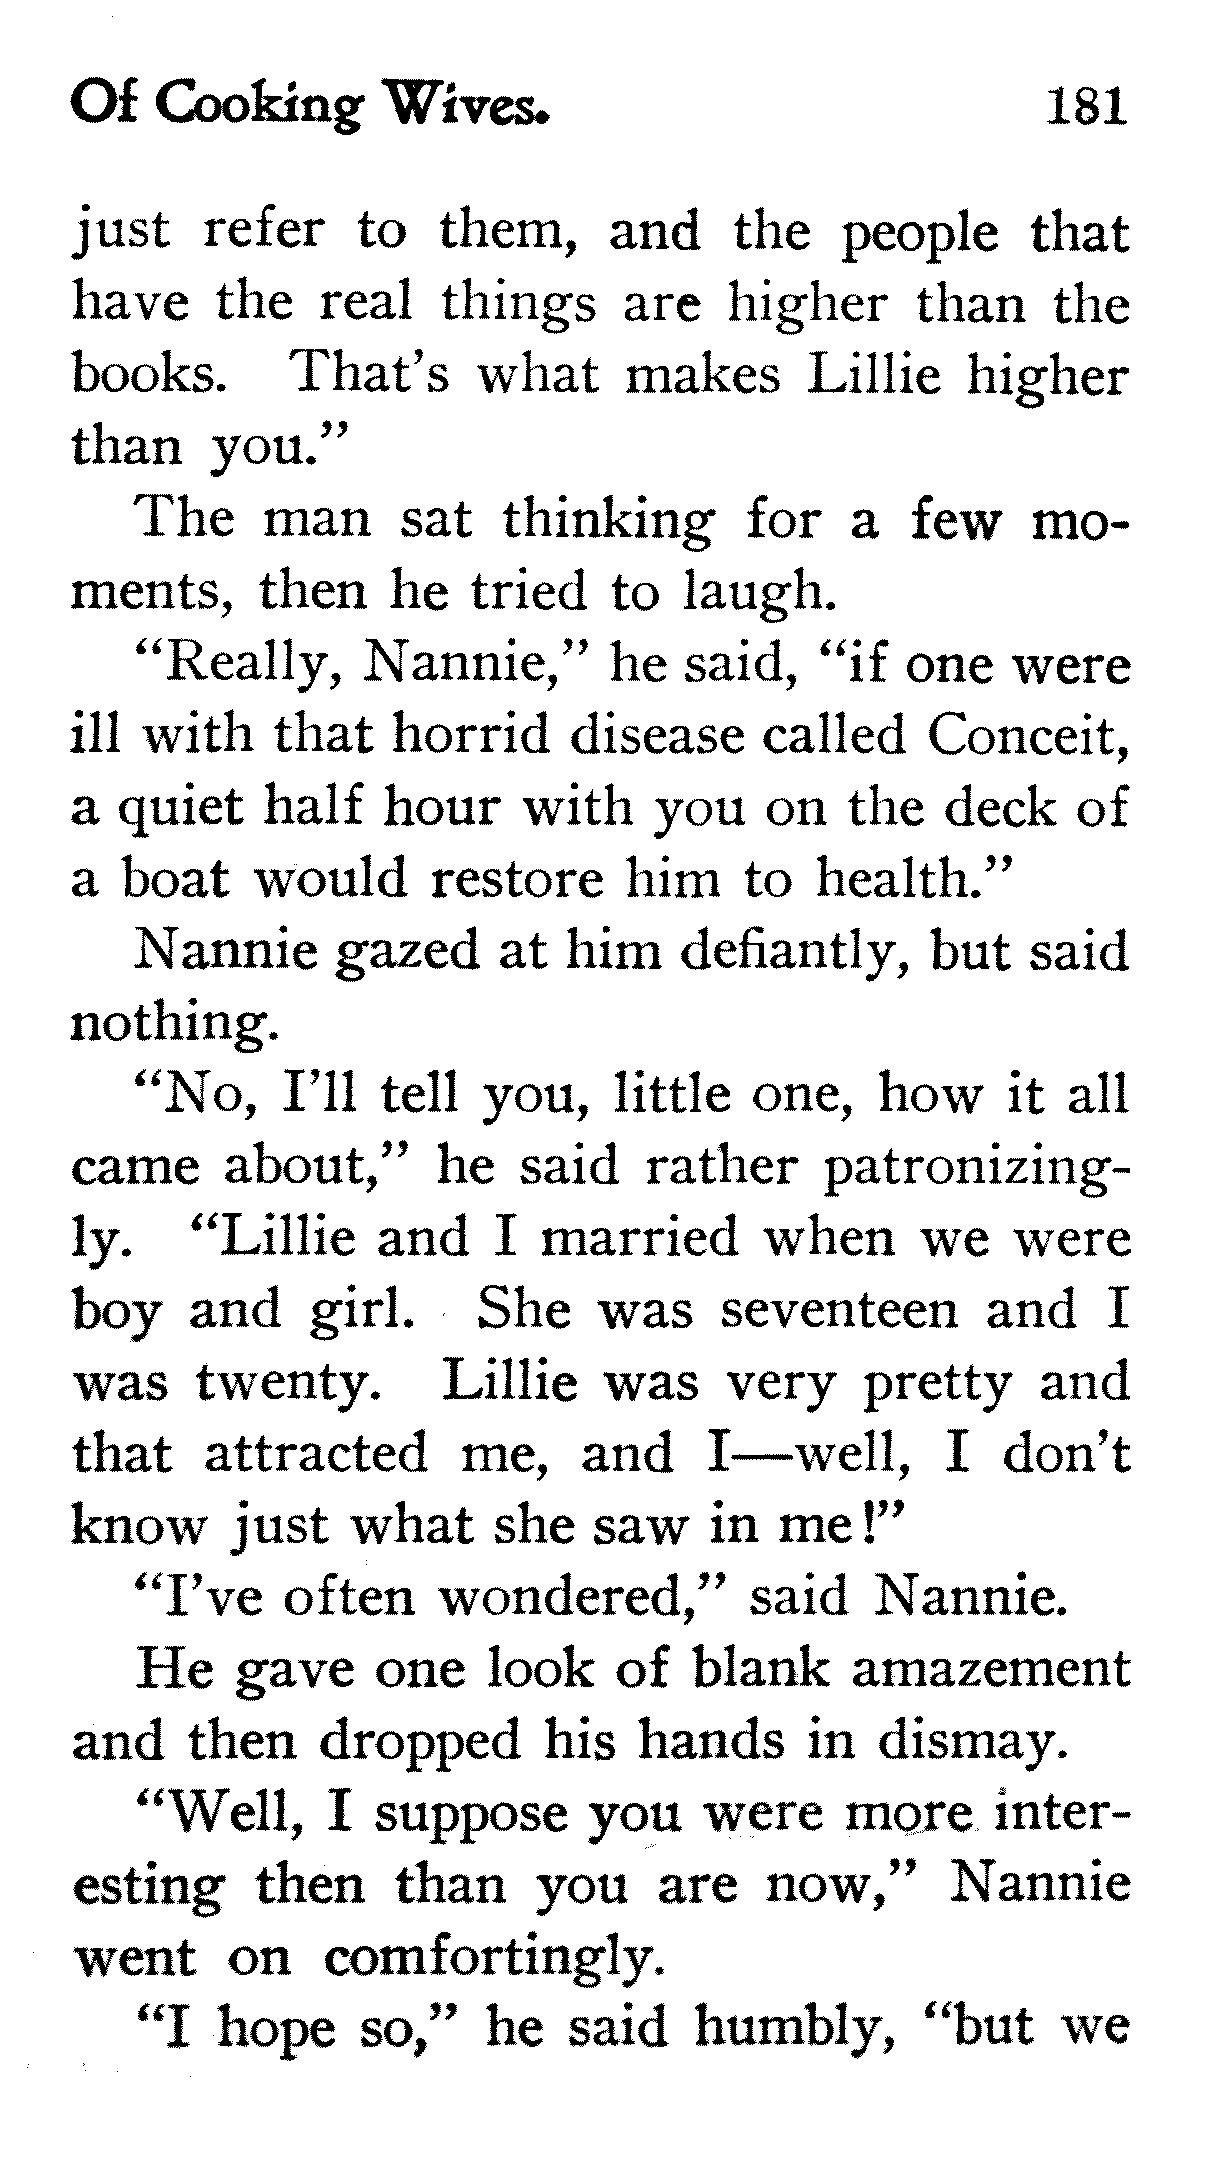 Of Cooking Wives. 181
just refer to them, and the people that
have the real things are higher than the
books. That's what makes Lillie higher
than you."
The man sat thinking for a few mo-
ments, then he tried to laugh.
"Really, Nannie," he said, "if one were
ill with that horrid disease called Conceit,
a quiet half hour with you on the deck of
a boat would restore him to health."
Nannie gazed at him defiantly, but said
nothing.
"No, I'll tell you, little one, how it all
came about," he said rather patronizing-
ly. "Lillie and I married when we were
boy and girl. She was seventeen and I
was twenty. Lillie was very pretty and
that attracted me, and I—well, I don't
know just what she saw in me!"
"I've often wondered," said Nannie.
He gave one look of blank amazement
and then dropped his hands in dismay.
"Well, I suppose you were more inter-
esting then than you are now," Nannie
went on comfortingly.
"I hope so," he said humbly, "but we